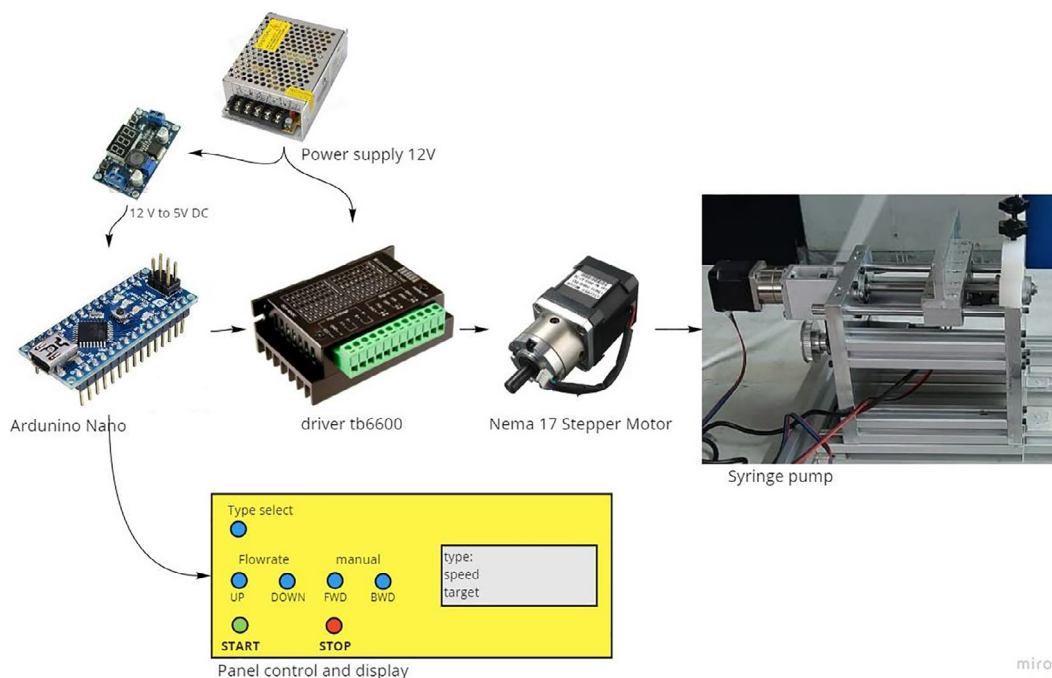 Power supply 12V
12 V to 5V DC
Ardunino Nano
driver tb6600
Nema 17 Stepper Motor
Syringe pump
Type select
Flowrate
manual
UP
DOWN
FWD
BWD
START
STOP
type:
speed
target
Panel control and display
miro